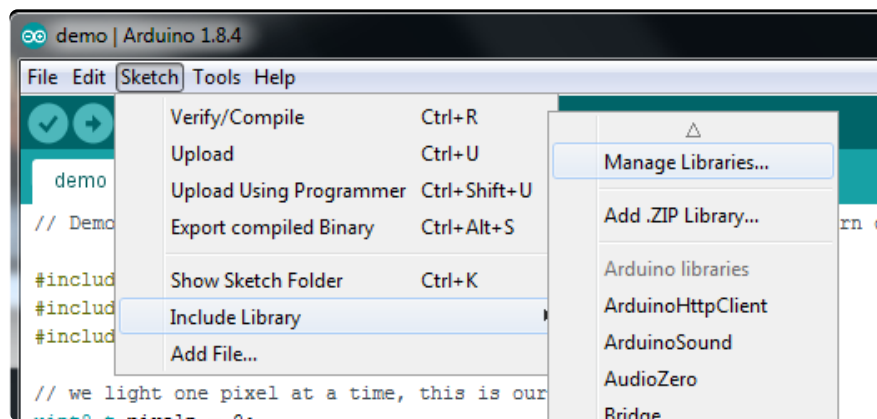 demo | Arduino 1.8.4
File Edit Sketch Tools Help
Verify/Compile Ctrl+R
Upload Ctrl+U
Upload Using Programmer Ctrl+Shift+U
Export compiled Binary Ctrl+Alt+S
Show Sketch Folder Ctrl+K
Include Library
Add File...
Manage Libraries...
Add .ZIP Library...
Arduino libraries
ArduinoHttpClient
ArduinoSound
AudioZero
Bridge
demo
// Demo
rn
#includ
#includ
#includ
// we light one pixel at a time, this is our